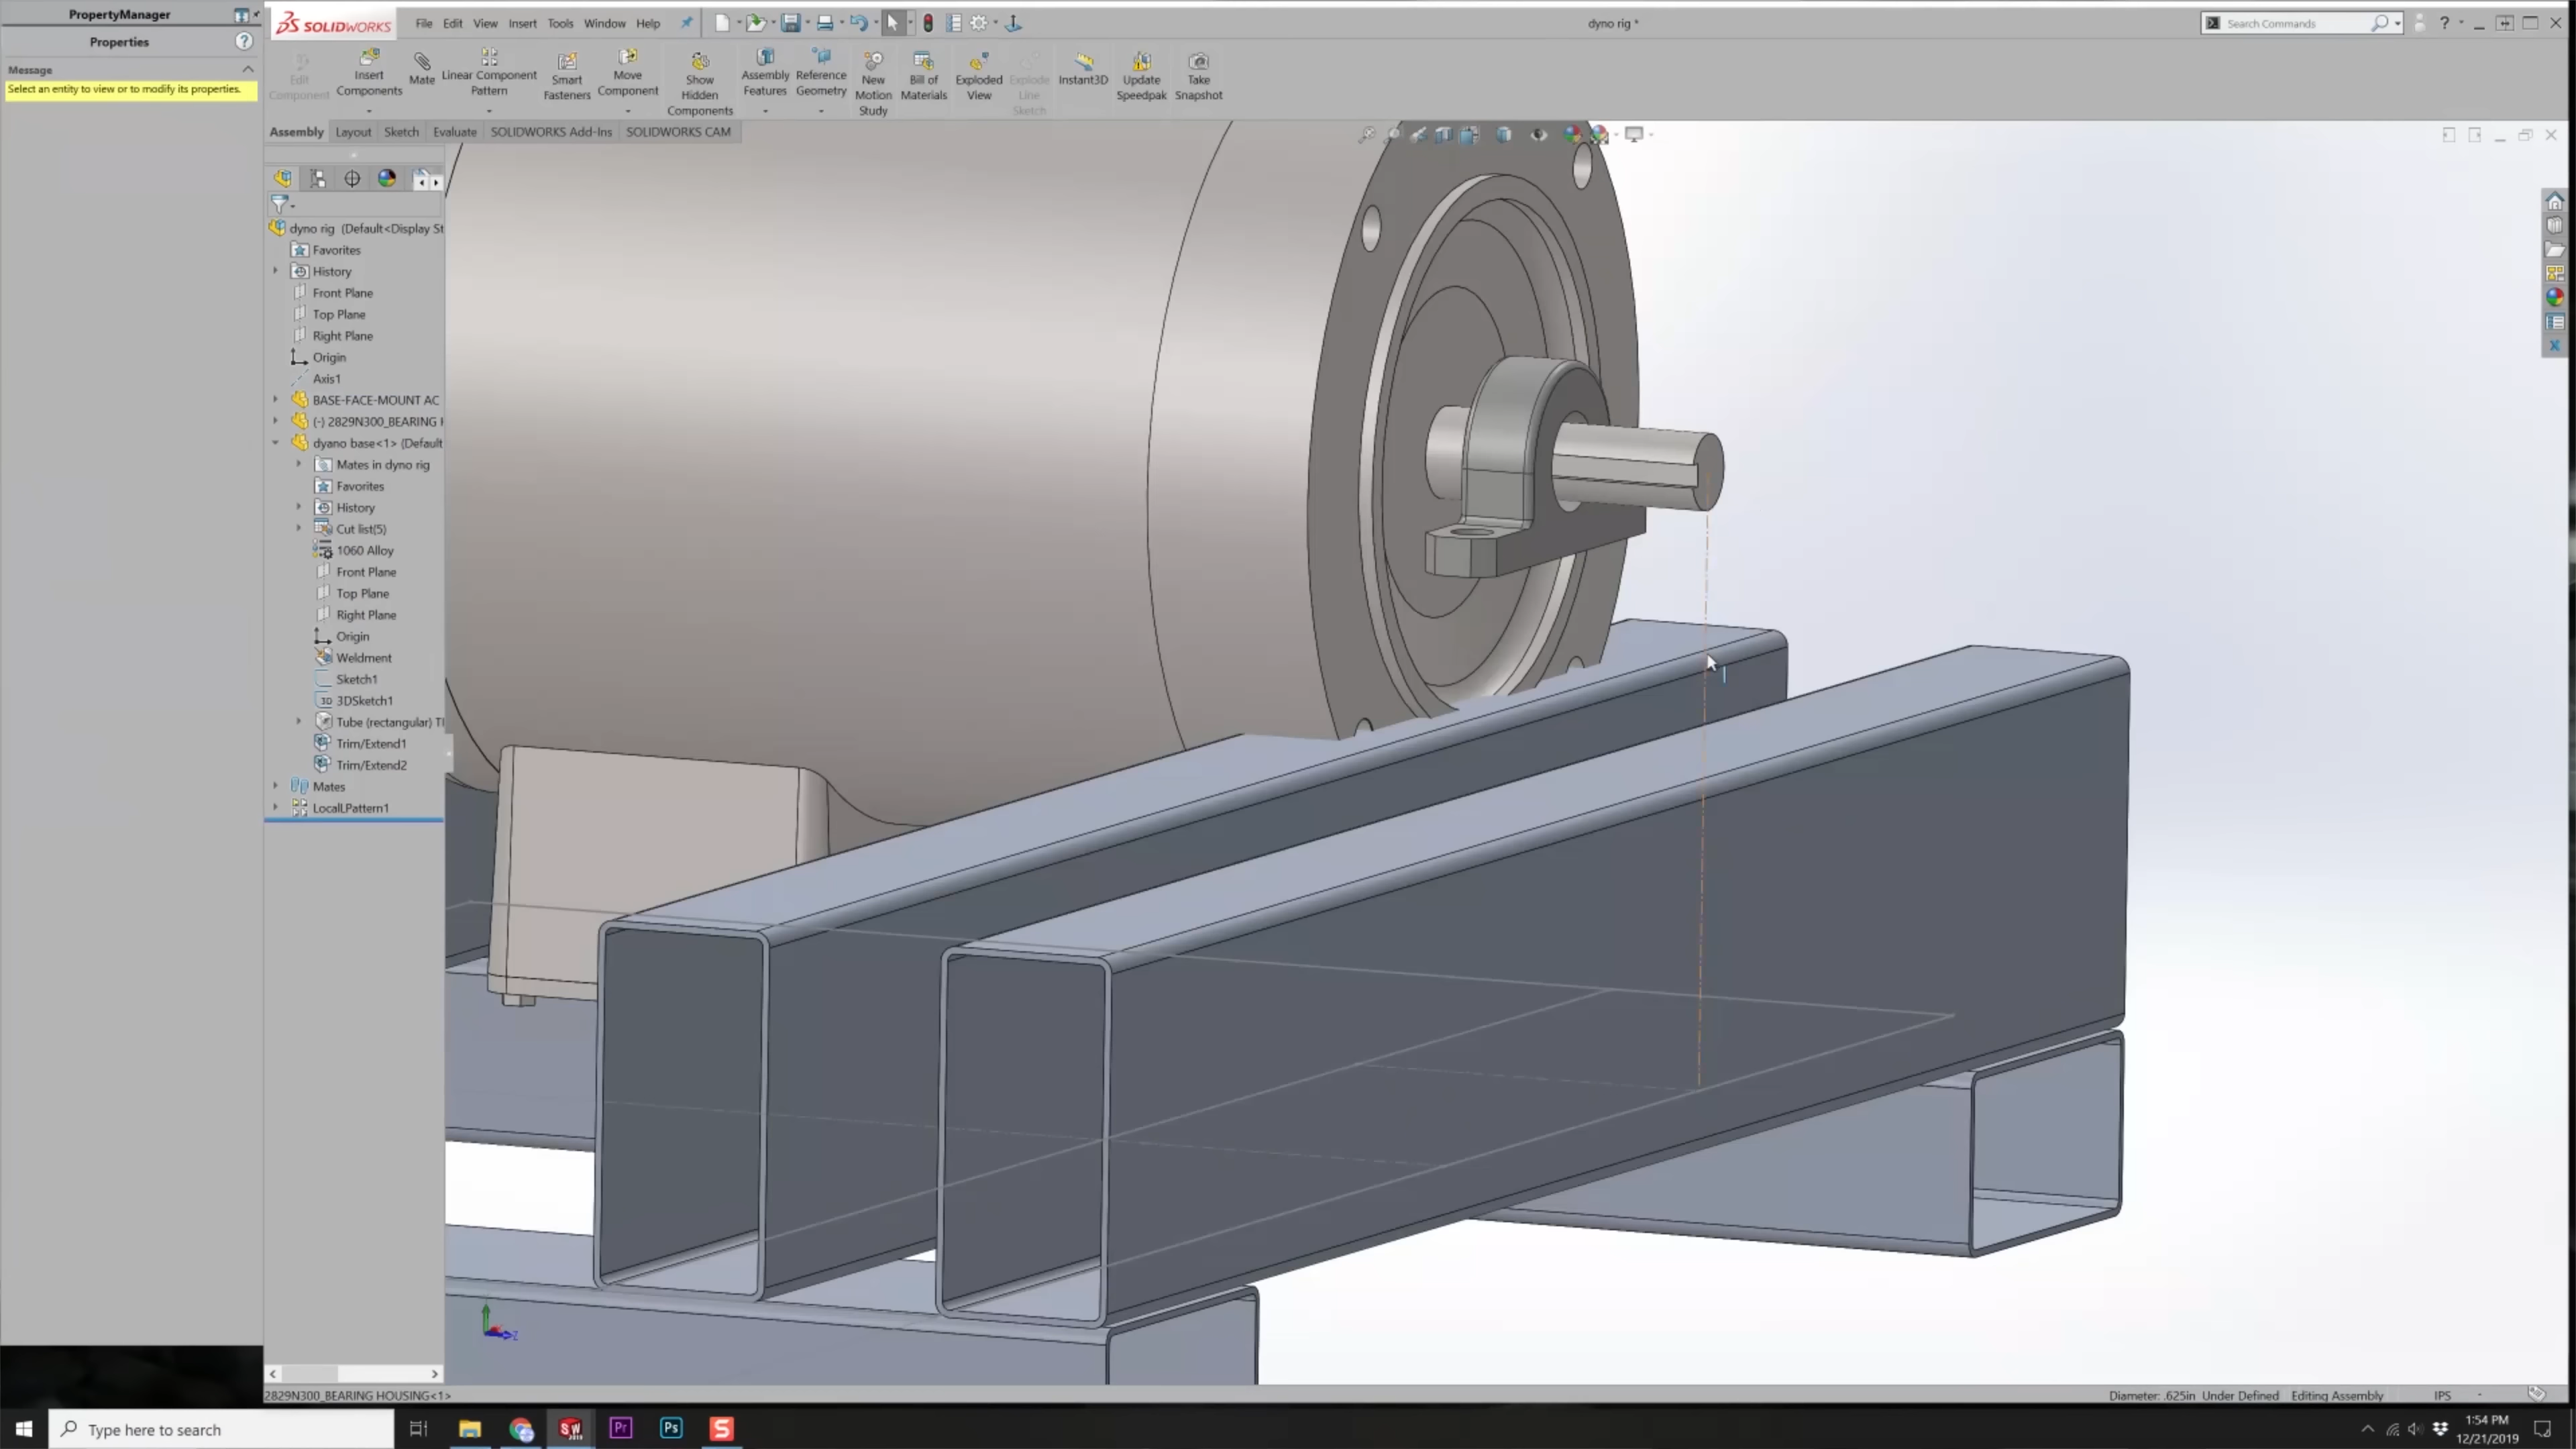 PropertyManager
Properties
Message
Select an entity to view or to modify its properties.
SOLIDWORKS
File Edit View Insert Tools Window Help
dyno rig *
Search Commands
Edit Component
Insert Components
Mate
Linear Component Pattern
Smart Fasteners
Move Component
Show Hidden Components
Assembly Features
Reference Geometry
New Motion Study
Bill of Materials
Exploded View
Explode Line Sketch
Instant3D
Update Speedpak
Take Snapshot
Assembly Layout Sketch Evaluate SOLIDWORKS Add-Ins SOLIDWORKS CAM
dyno rig (Default<Display St
Favorites
History
Front Plane
Top Plane
Right Plane
Origin
Axis1
BASE-FACE-MOUNT AC
(-) 2829N300_BEARING H
dyano base<1> (Default
Mates in dyno rig
Favorites
History
Cut list(5)
1060 Alloy
Front Plane
Top Plane
Right Plane
Origin
Weldment
Sketch1
3D 3DSketch1
Tube (rectangular) T
Trim/Extend1
Trim/Extend2
Mates
LocalLPattern1
Z
2829N300_BEARING HOUSING<1>
Diameter: .625in Under Defined Editing Assembly IPS -
Type here to search
SW
2019
Pr
Ps
S
1:54 PM
12/21/2019